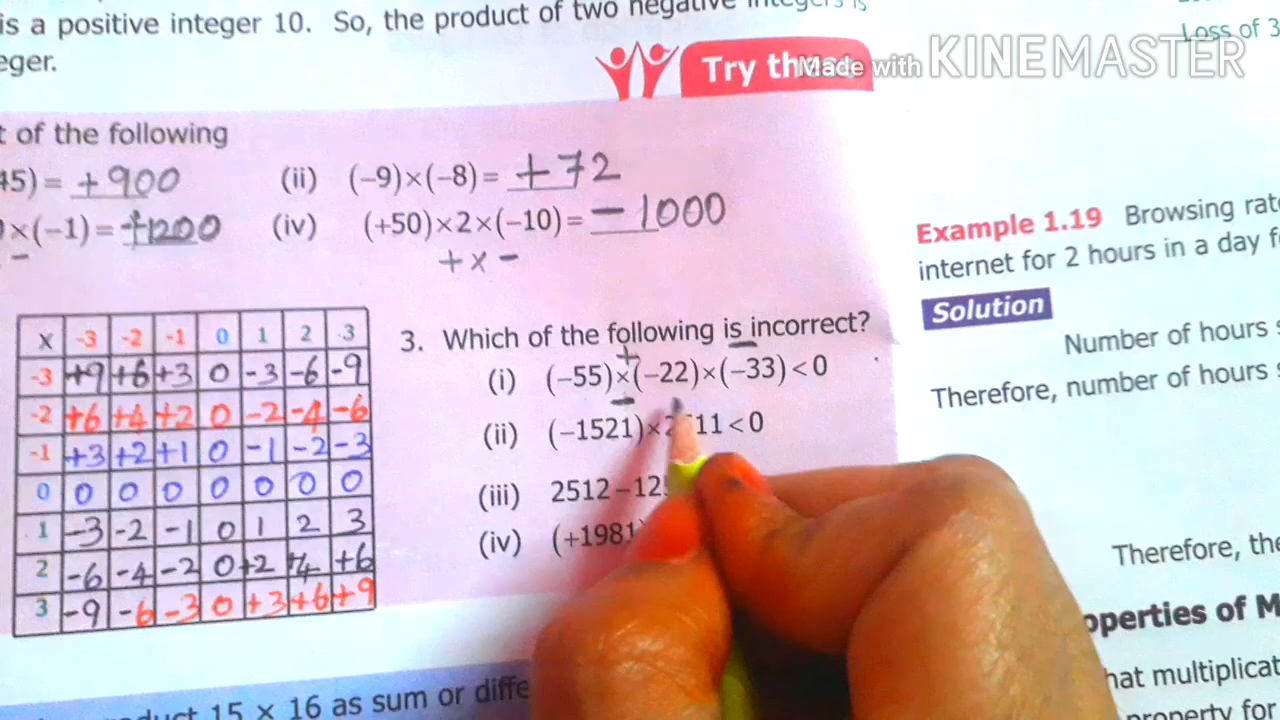 is a positive integer 10. So, the product of two negative integers is
eger.
Loss of 3
Try these
Made with KINEMASTER
t of the following
45) = +900 (ii) (−9)×(−8)= +72
×(−1)= +1200 (iv) (+50)×2×(−10)= −1000
− + × −
x -3 -2 -1 0 1 2 3
-3 +9 +6 +3 0 -3 -6 -9
-2 +6 +4 +2 0 -2 -4 -6
-1 +3 +2 +1 0 -1 -2 -3
0 0 0 0 0 0 0 0
1 -3 -2 -1 0 1 2 3
2 -6 -4 -2 0 +2 +4 +6
3 -9 -6 -3 0 +3 +6 +9
3. Which of the following is incorrect?
+
(i) (−55)×(−22)×(−33)<0
−
(ii) (−1521)× 11<0
(iii) 2512−125
(iv) (+1981)
15 × 16 as sum or diffe
Example 1.19 Browsing rate
internet for 2 hours in a day f
Solution
Number of hours
Therefore, number of hours
Therefore, the
operties of M
hat multiplicat
property for